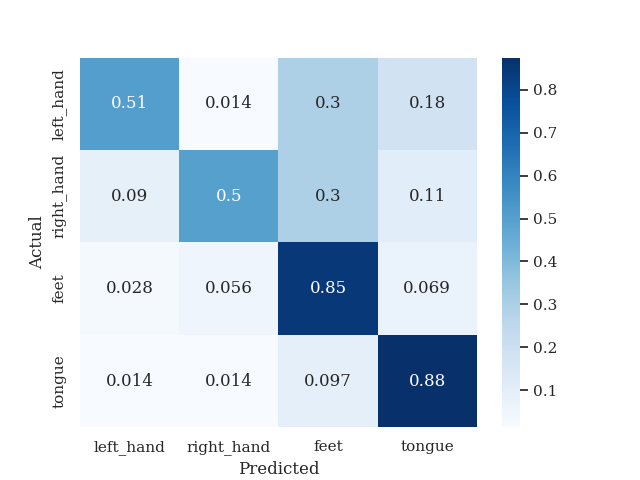 left_hand 0.51 0.014 0.3 0.18
right_hand 0.09 0.5 0.3 0.11
feet 0.028 0.056 0.85 0.069
tongue 0.014 0.014 0.097 0.88
left_hand right_hand feet tongue
Predicted
Actual
0.8
0.7
0.6
0.5
0.4
0.3
0.2
0.1